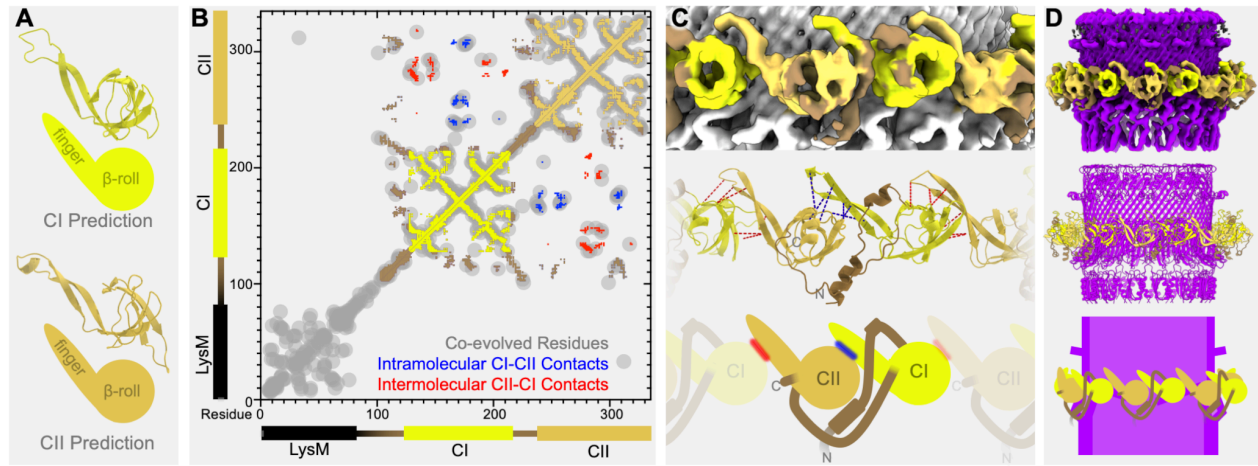 A
finger
β-roll
CI Prediction
finger
β-roll
CII Prediction
B
CII
CI
LysM
300
200
100
0
Residue
0
100
200
300
Co-evolved Residues
Intramolecular CI-CII Contacts
Intermolecular CII-CI Contacts
LysM
CI
CII
C
C
N
CI
C
CII
CI
C
CII
N
D